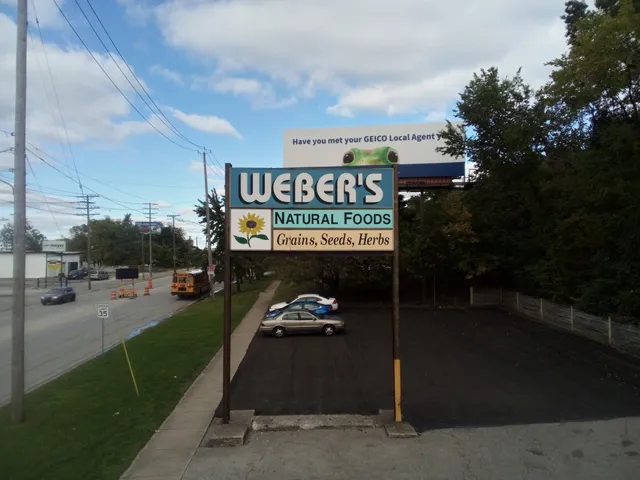 Have you met your GEICO Local Agent
WEBER'S
NATURAL FOODS
Grains, Seeds, Herbs
35